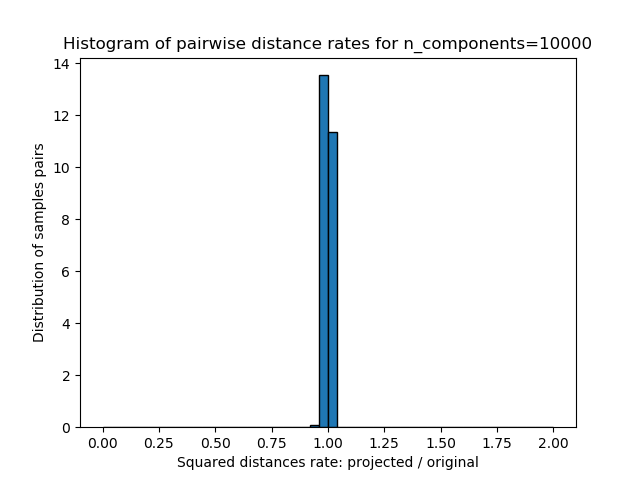 Histogram of pairwise distance rates for n_components=10000
14
12
10
8
6
4
2
0
Distribution of samples pairs
0.00 0.25 0.50 0.75 1.00 1.25 1.50 1.75 2.00
Squared distances rate: projected / original